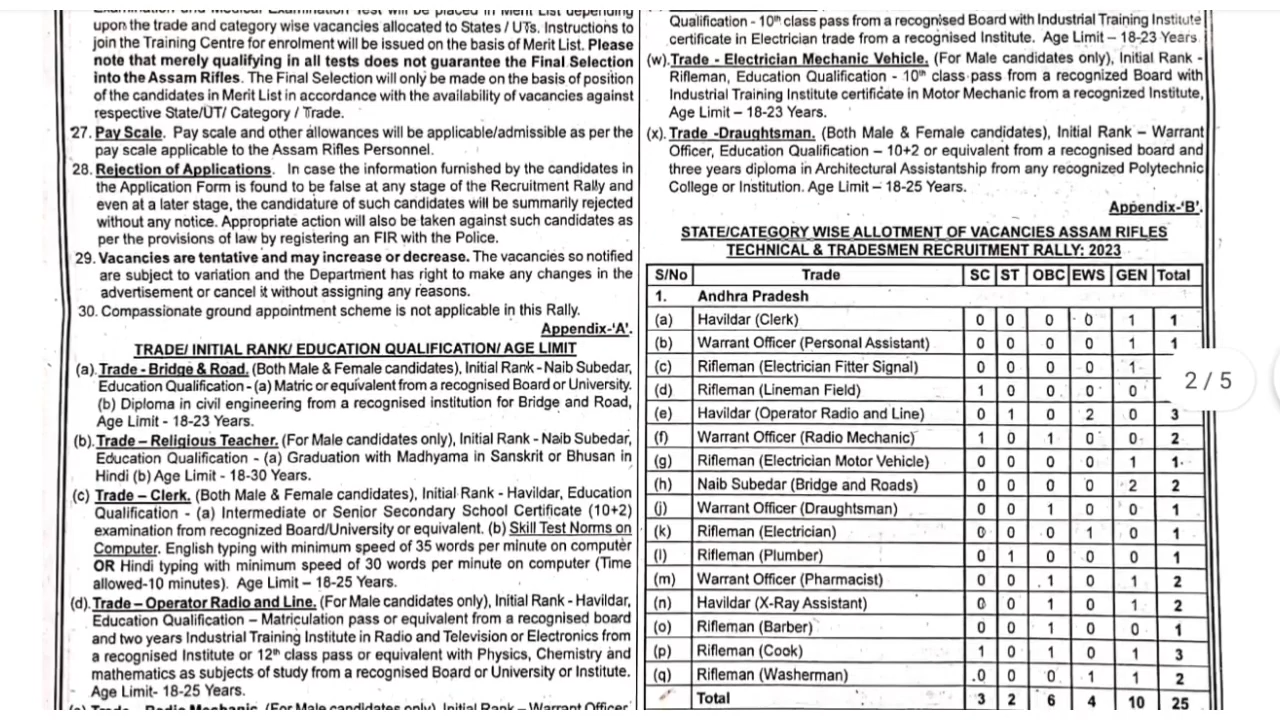 upon the trade and category wise vacancies allocated to States / UTs. Instructions to
join the Training Centre for enrolment will be issued on the basis of Merit List. Please
note that merely qualifying in all tests does not guarantee the Final Selection
into the Assam Rifles. The Final Selection will only be made on the basis of position
of the candidates in Merit List in accordance with the availability of vacancies against
respective State/UT/ Category / Trade.
27. Pay Scale. Pay scale and other allowances will be applicable/admissible as per the
pay scale applicable to the Assam Rifles Personnel.
28. Rejection of Applications. In case the information furnished by the candidates in
the Application Form is found to be false at any stage of the Recruitment Rally and
even at a later stage, the candidature of such candidates will be summarily rejected
without any notice. Appropriate action will also be taken against such candidates as
per the provisions of law by registering an FIR with the Police.
29. Vacancies are tentative and may increase or decrease. The vacancies so notified
are subject to variation and the Department has right to make any changes in the
advertisement or cancel it without assigning any reasons.
30. Compassionate ground appointment scheme is not applicable in this Rally.
Appendix-'A'.
TRADE/ INITIAL RANK/ EDUCATION QUALIFICATION/ AGE LIMIT
(a). Trade - Bridge & Road. (Both Male & Female candidates), Initial Rank - Naib Subedar,
Education Qualification - (a) Matric or equivalent from a recognised Board or University.
(b) Diploma in civil engineering from a recognised institution for Bridge and Road,
Age Limit - 18-23 Years.
(b). Trade – Religious Teacher. (For Male candidates only), Initial Rank - Naib Subedar,
Education Qualification - (a) Graduation with Madhyama in Sanskrit or Bhusan in
Hindi (b) Age Limit - 18-30 Years.
(c) Trade – Clerk. (Both Male & Female candidates), Initial Rank - Havildar, Education
Qualification - (a) Intermediate or Senior Secondary School Certificate (10+2)
examination from recognized Board/University or equivalent. (b) Skill Test Norms on
Computer. English typing with minimum speed of 35 words per minute on computer
OR Hindi typing with minimum speed of 30 words per minute on computer (Time
allowed-10 minutes). Age Limit – 18-25 Years.
(d). Trade – Operator Radio and Line. (For Male candidates only), Initial Rank - Havildar,
Education Qualification – Matriculation pass or equivalent from a recognised board
and two years Industrial Training Institute in Radio and Television or Electronics from
a recognised Institute or 12th class pass or equivalent with Physics, Chemistry and
mathematics as subjects of study from a recognised Board or University or Institute.
Age Limit- 18-25 Years.
Qualification - 10th class pass from a recognised Board with Industrial Training Institute
certificate in Electrician trade from a recognised Institute. Age Limit – 18-23 Years.
(w). Trade - Electrician Mechanic Vehicle. (For Male candidates only), Initial Rank -
Rifleman, Education Qualification - 10th class pass from a recognized Board with
Industrial Training Institute certificate in Motor Mechanic from a recognized Institute,
Age Limit – 18-23 Years.
(x). Trade -Draughtsman. (Both Male & Female candidates), Initial Rank – Warrant
Officer, Education Qualification – 10+2 or equivalent from a recognised board and
three years diploma in Architectural Assistantship from any recognized Polytechnic
College or Institution. Age Limit – 18-25 Years.
Appendix-'B'.
STATE/CATEGORY WISE ALLOTMENT OF VACANCIES ASSAM RIFLES
TECHNICAL & TRADESMEN RECRUITMENT RALLY: 2023
S/No Trade SC ST OBC EWS GEN Total
1. Andhra Pradesh
(a) Havildar (Clerk) 0 0 0 0 1 1
(b) Warrant Officer (Personal Assistant) 0 0 0 0 1 1
(c) Rifleman (Electrician Fitter Signal) 0 0 0 0 1
(d) Rifleman (Lineman Field) 1 0 0 0 0
2 / 5
(e) Havildar (Operator Radio and Line) 0 1 0 2 0 3
(f) Warrant Officer (Radio Mechanic) 1 0 1 0 0 2
(g) Rifleman (Electrician Motor Vehicle) 0 0 0 0 1 1
(h) Naib Subedar (Bridge and Roads) 0 0 0 0 2 2
(j) Warrant Officer (Draughtsman) 0 0 1 0 0 1
(k) Rifleman (Electrician) 0 0 0 1 0 1
(l) Rifleman (Plumber) 0 1 0 0 0 1
(m) Warrant Officer (Pharmacist) 0 0 1 0 1 2
(n) Havildar (X-Ray Assistant) 0 0 1 0 1 2
(o) Rifleman (Barber) 0 0 1 0 0 1
(p) Rifleman (Cook) 1 0 1 0 1 3
(q) Rifleman (Washerman) 0 0 0 1 1 2
Total 3 2 6 4 10 25